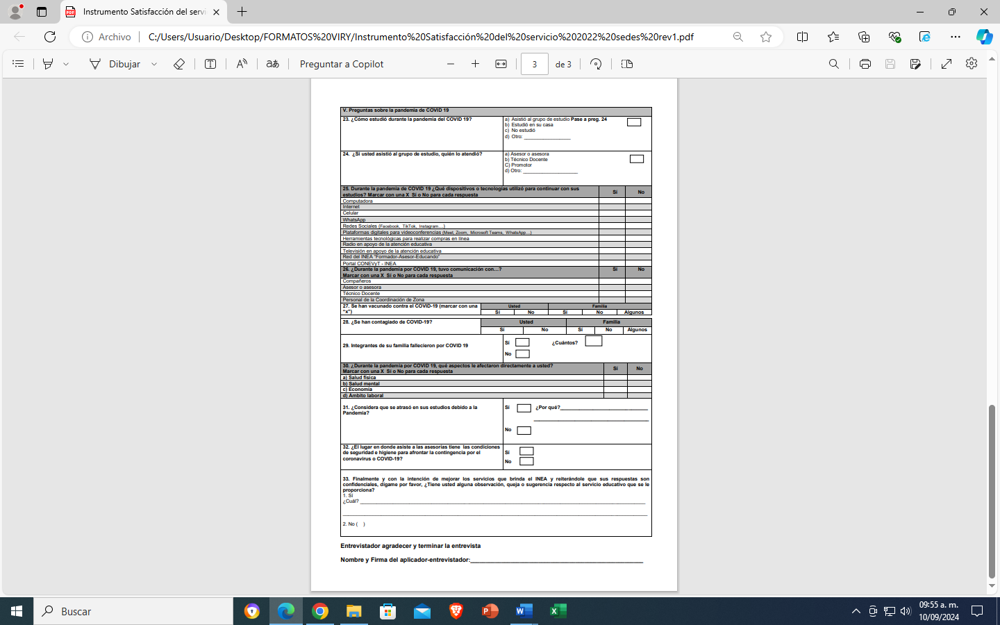 Instrumento Satisfacción del servi
Archivo
C:/Users/Usuario/Desktop/FORMATOS%20VIRY/Instrumento%20Satisfacción%20del%20servicio%202022%20sedes%20rev1.pdf
Dibujar
Preguntar a Copilot
3 de 3
V. Preguntas sobre la pandemia de COVID 19
23. ¿Cómo estudió durante la pandemia del COVID 19?
a) Asistió al grupo de estudio Pase a preg. 24
b) Estudió en su casa
c) No estudió
d) Otro: ________________
24. ¿Si usted asistió al grupo de estudio, quién lo atendió?
a) Asesor o asesora
b) Técnico Docente
C) Promotor
d) Otro: ___________________
25. Durante la pandemia de COVID 19 ¿Qué dispositivos o tecnologías utilizó para continuar con sus
estudios? Marcar con una X Sí o No para cada respuesta
Sí No
Computadora
Internet
Celular
WhatsApp
Redes Sociales (Facebook, TikTok, Instagram…)
Plataformas digitales para videoconferencias (Meet, Zoom, Microsoft Teams, WhatsApp…)
Herramientas tecnológicas para realizar compras en línea
Radio en apoyo de la atención educativa
Televisión en apoyo de la atención educativa
Red del INEA "Formador-Asesor-Educando"
Portal CONEVyT - INEA
26. ¿Durante la pandemia por COVID 19, tuvo comunicación con…?
Marcar con una X Sí o No para cada respuesta
Sí No
Compañeros
Asesor o asesora
Técnico Docente
Personal de la Coordinación de Zona
27. Se han vacunado contra el COVID-19 (marcar con una
"x")
Usted Familia
Sí No Sí No Algunos
28. ¿Se han contagiado de COVID-19?
Usted Familia
Sí No Sí No Algunos
29. Integrantes de su familia fallecieron por COVID 19
Sí ¿Cuántos?
No
30. ¿Durante la pandemia por COVID 19, qué aspectos le afectaron directamente a usted?
Marcar con una X Sí o No para cada respuesta
Sí No
a) Salud física
b) Salud mental
c) Economía
d) Ámbito laboral
31. ¿Considera que se atrasó en sus estudios debido a la
Pandemia?
Sí ¿Por qué?______________________________
No
32. ¿El lugar en donde asiste a las asesorías tiene las condiciones
de seguridad e higiene para afrontar la contingencia por el
coronavirus o COVID-19?
Sí
No
33. Finalmente y con la intención de mejorar los servicios que brinda el INEA y reiterándole que sus respuestas son
confidenciales, dígame por favor, ¿Tiene usted alguna observación, queja o sugerencia respecto al servicio educativo que se le
proporciona?
1. Sí
¿Cuál? ____________________________________________________________
2. No ( )
Entrevistador agradecer y terminar la entrevista
Nombre y Firma del aplicador-entrevistador:______________________________
Buscar
09:55 a. m.
10/09/2024